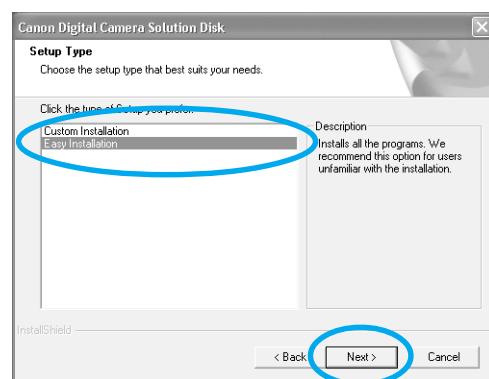 Canon Digital Camera Solution Disk
Setup Type
Choose the setup type that best suits your needs.
Click the type of Setup you prefer.
Custom Installation
Easy Installation
Description
Installs all the programs. We
recommend this option for users
unfamiliar with the installation.
InstallShield
< Back
Next >
Cancel